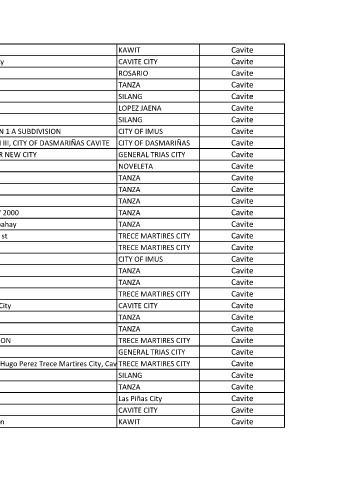 KAWIT Cavite
y CAVITE CITY Cavite
ROSARIO Cavite
TANZA Cavite
SILANG Cavite
LOPEZ JAENA Cavite
SILANG Cavite
N 1 A SUBDIVISION CITY OF IMUS Cavite
III, CITY OF DASMARIÑAS CAVITE CITY OF DASMARIÑAS Cavite
R NEW CITY GENERAL TRIAS CITY Cavite
NOVELETA Cavite
TANZA Cavite
TANZA Cavite
TANZA Cavite
2000 TANZA Cavite
bahay TANZA Cavite
st TRECE MARTIRES CITY Cavite
TRECE MARTIRES CITY Cavite
CITY OF IMUS Cavite
TANZA Cavite
TANZA Cavite
TRECE MARTIRES CITY Cavite
City CAVITE CITY Cavite
TANZA Cavite
TANZA Cavite
ON TRECE MARTIRES CITY Cavite
GENERAL TRIAS CITY Cavite
Hugo Perez Trece Martires City, Cav TRECE MARTIRES CITY Cavite
SILANG Cavite
TANZA Cavite
Las Piñas City Cavite
CAVITE CITY Cavite
n KAWIT Cavite